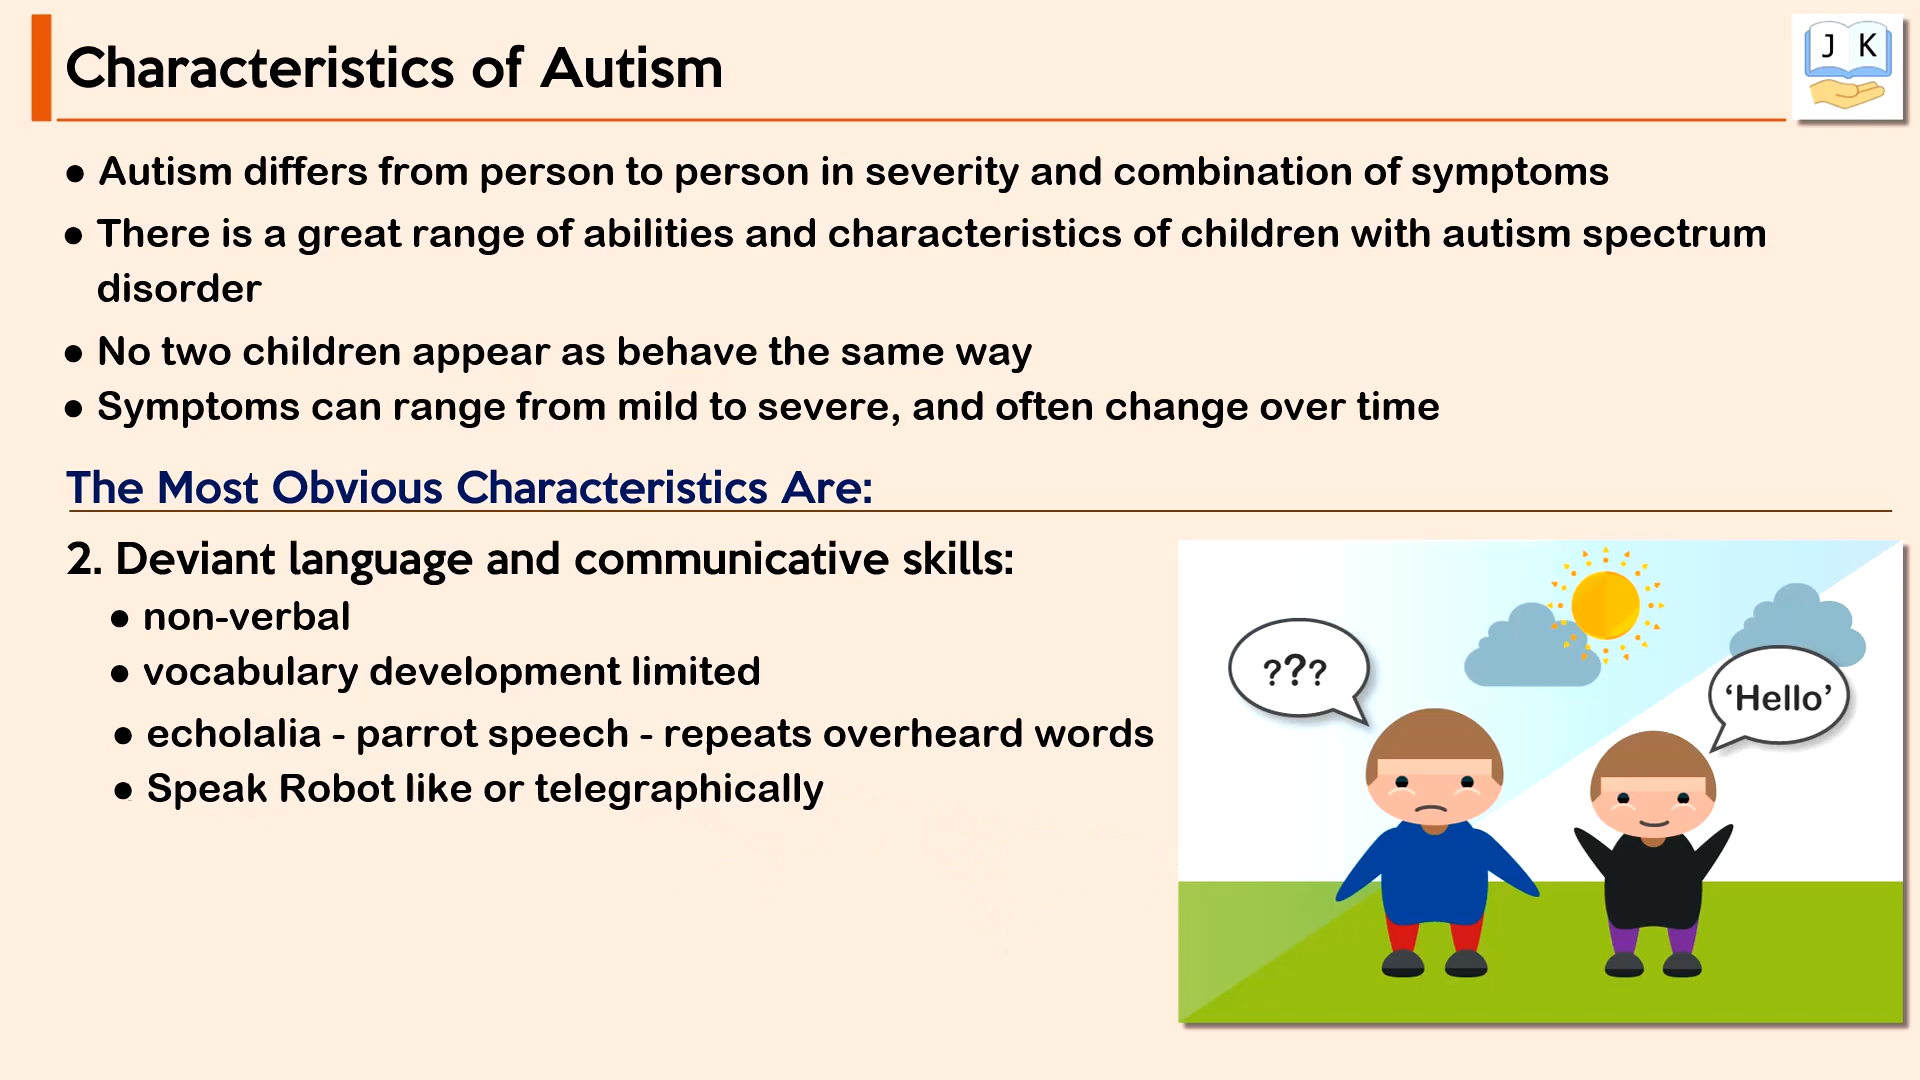 Characteristics of Autism
J K
● Autism differs from person to person in severity and combination of symptoms
● There is a great range of abilities and characteristics of children with autism spectrum
disorder
● No two children appear as behave the same way
● Symptoms can range from mild to severe, and often change over time
The Most Obvious Characteristics Are:
2. Deviant language and communicative skills:
● non-verbal
● vocabulary development limited
● echolalia - parrot speech - repeats overheard words
● Speak Robot like or telegraphically
???
‘Hello’